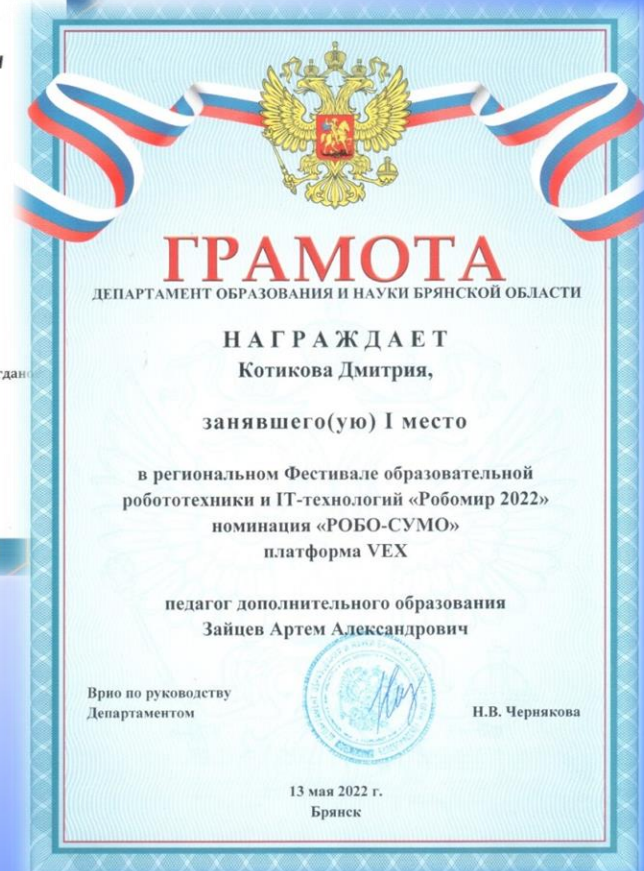 ГРАМОТА
ДЕПАРТАМЕНТ ОБРАЗОВАНИЯ И НАУКИ БРЯНСКОЙ ОБЛАСТИ
НАГРАЖДАЕТ
Котикова Дмитрия,
занявшего(ую) I место
в региональном Фестивале образовательной
робототехники и IT-технологий «Робомир 2022»
номинация «РОБО-СУМО»
платформа VEX
педагог дополнительного образования
Зайцев Артем Александрович
Врио по руководству
Департаментом
Н.В. Чернякова
13 мая 2022 г.
Брянск